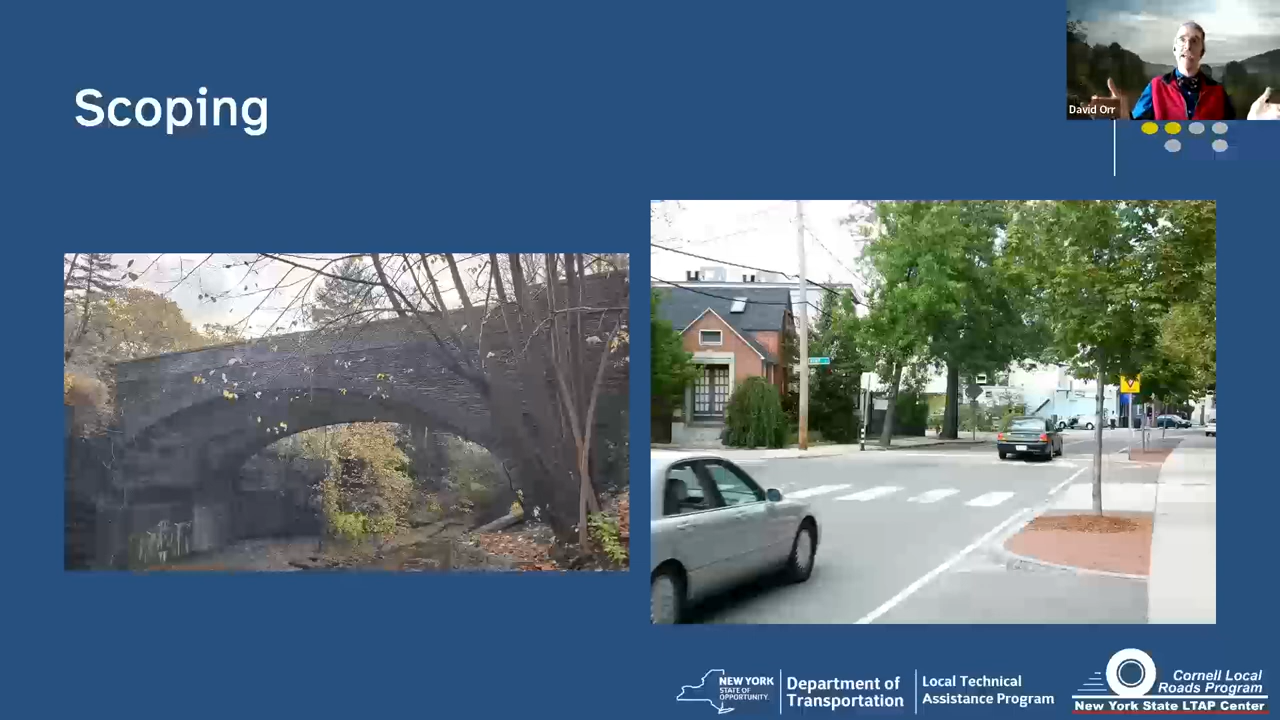 Scoping
David Orr
NEW YORK
STATE OF
OPPORTUNITY.
Department of
Transportation
Local Technical
Assistance Program
Cornell Local
Roads Program
New York State LTAP Center